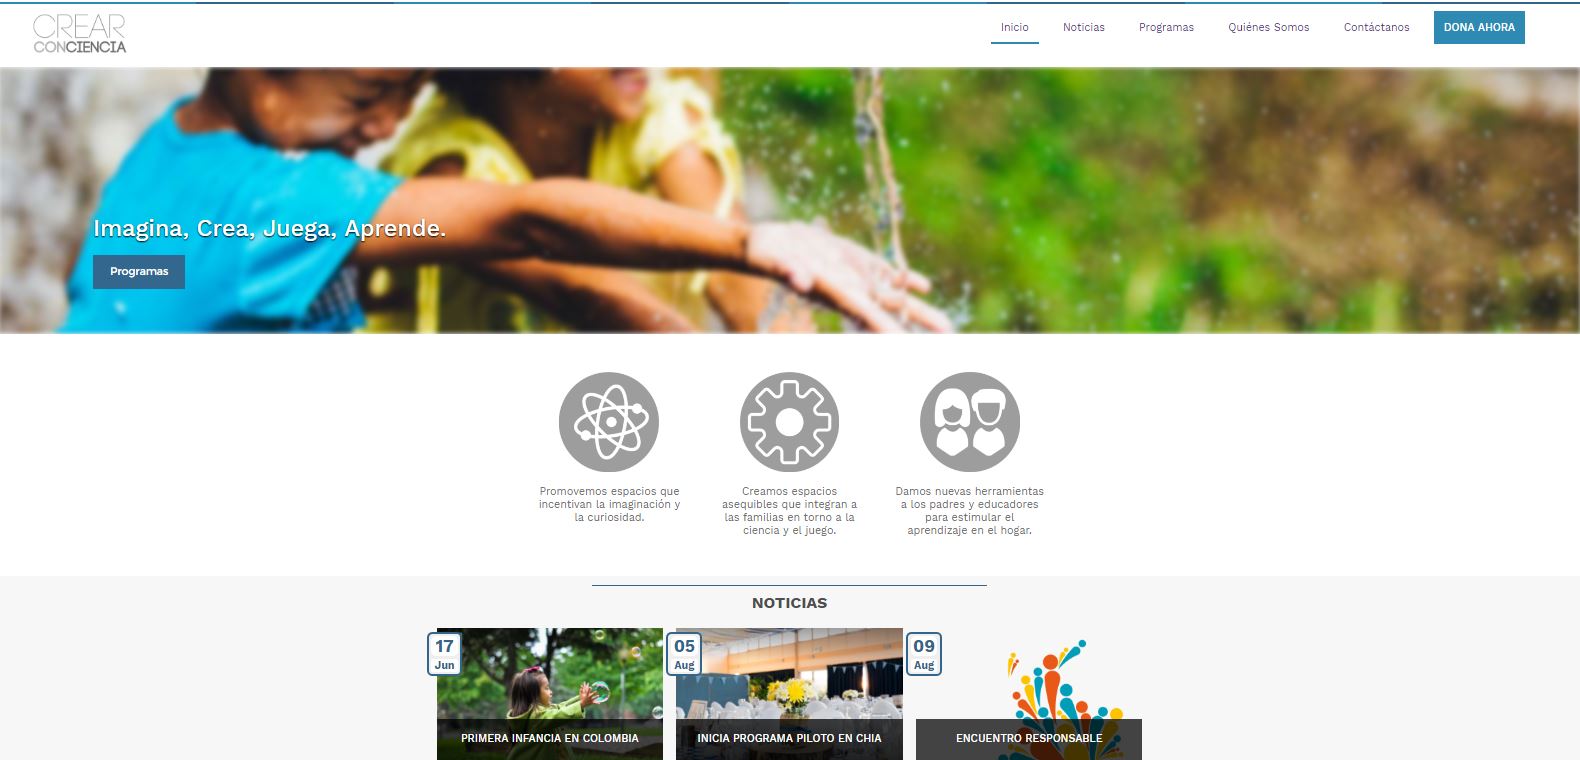 CREAR
CONCIENCIA
Inicio
Noticias
Programas
Quiénes Somos
Contáctanos
DONA AHORA
Imagina, Crea, Juega, Aprende.
Programas
Promovemos espacios que
incentivan la imaginación y
la curiosidad.
Creamos espacios
asequibles que integran a
las familias en torno a la
ciencia y el juego.
Damos nuevas herramientas
a los padres y educadores
para estimular el
aprendizaje en el hogar.
NOTICIAS
17
Jun
PRIMERA INFANCIA EN COLOMBIA
05
Aug
INICIA PROGRAMA PILOTO EN CHIA
09
Aug
ENCUENTRO RESPONSABLE